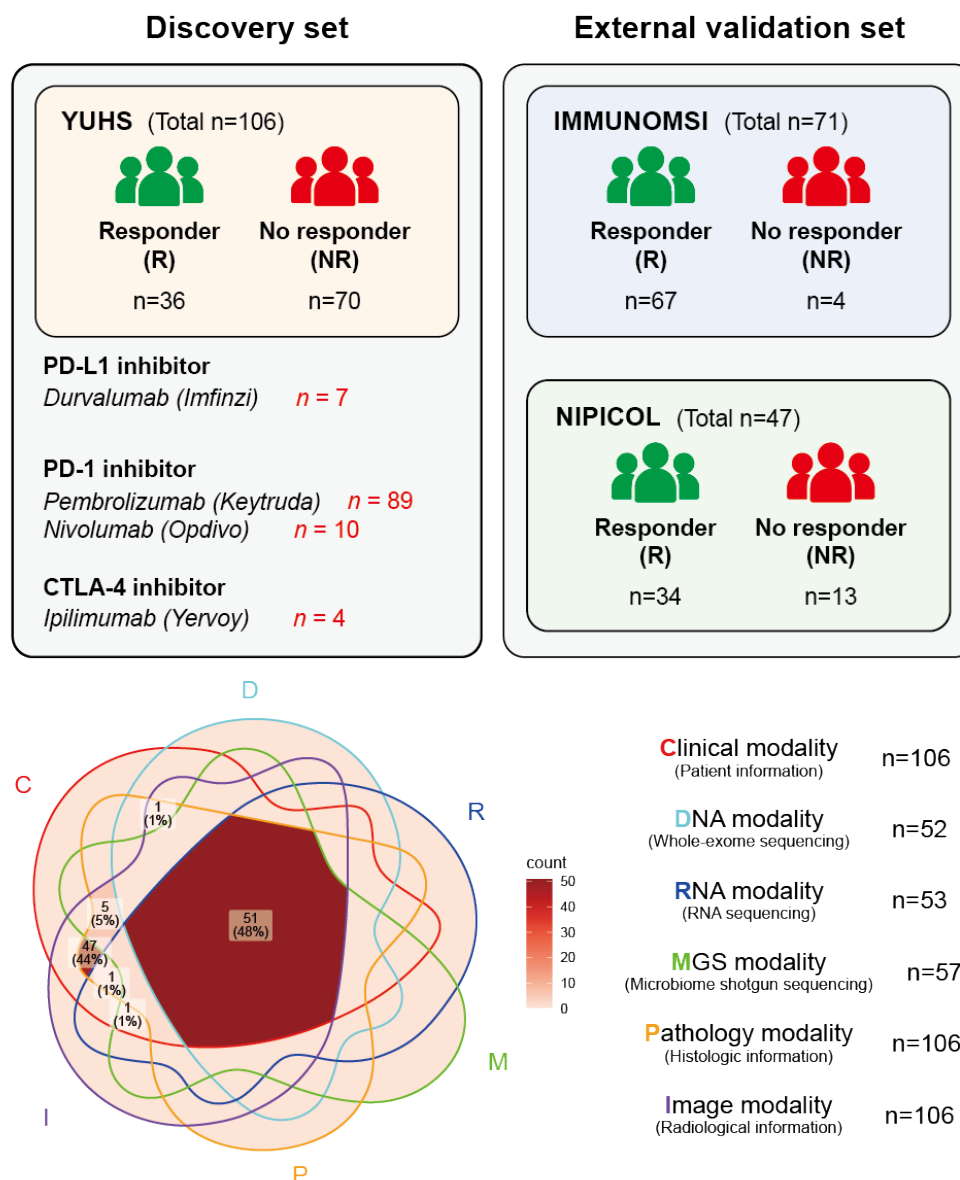 Discovery set
External validation set
YUHS (Total n=106)
Responder
(R)
n=36
No responder
(NR)
n=70
PD-L1 inhibitor
Durvalumab (Imfinzi) n = 7
PD-1 inhibitor
Pembrolizumab (Keytruda) n = 89
Nivolumab (Opdivo) n = 10
CTLA-4 inhibitor
Ipilimumab (Yervoy) n = 4
IMMUNOMSI (Total n=71)
Responder
(R)
n=67
No responder
(NR)
n=4
NIPICOL (Total n=47)
Responder
(R)
n=34
No responder
(NR)
n=13
D
C
R
M
P
I
1
(1%)
5
(5%)
47
(44%)
1
(1%)
1
(1%)
51
(48%)
count
50
40
30
20
10
0
Clinical modality n=106
(Patient information)
DNA modality n=52
(Whole-exome sequencing)
RNA modality n=53
(RNA sequencing)
MGS modality n=57
(Microbiome shotgun sequencing)
Pathology modality n=106
(Histologic information)
Image modality n=106
(Radiological information)